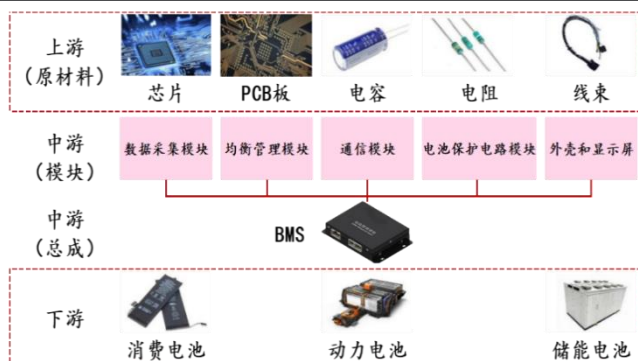 上游
（原材料）
芯片
PCB板
电容
电阻
线束
中游
（模块）
数据采集模块
均衡管理模块
通信模块
电池保护电路模块
外壳和显示屏
中游
（总成）
BMS
下游
消费电池
动力电池
储能电池